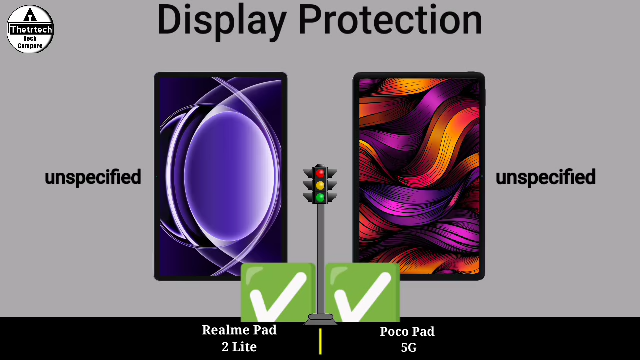 Display Protection
Thetrtech
Tech
Compare
unspecified
unspecified
Realme Pad
2 Lite
Poco Pad
5G